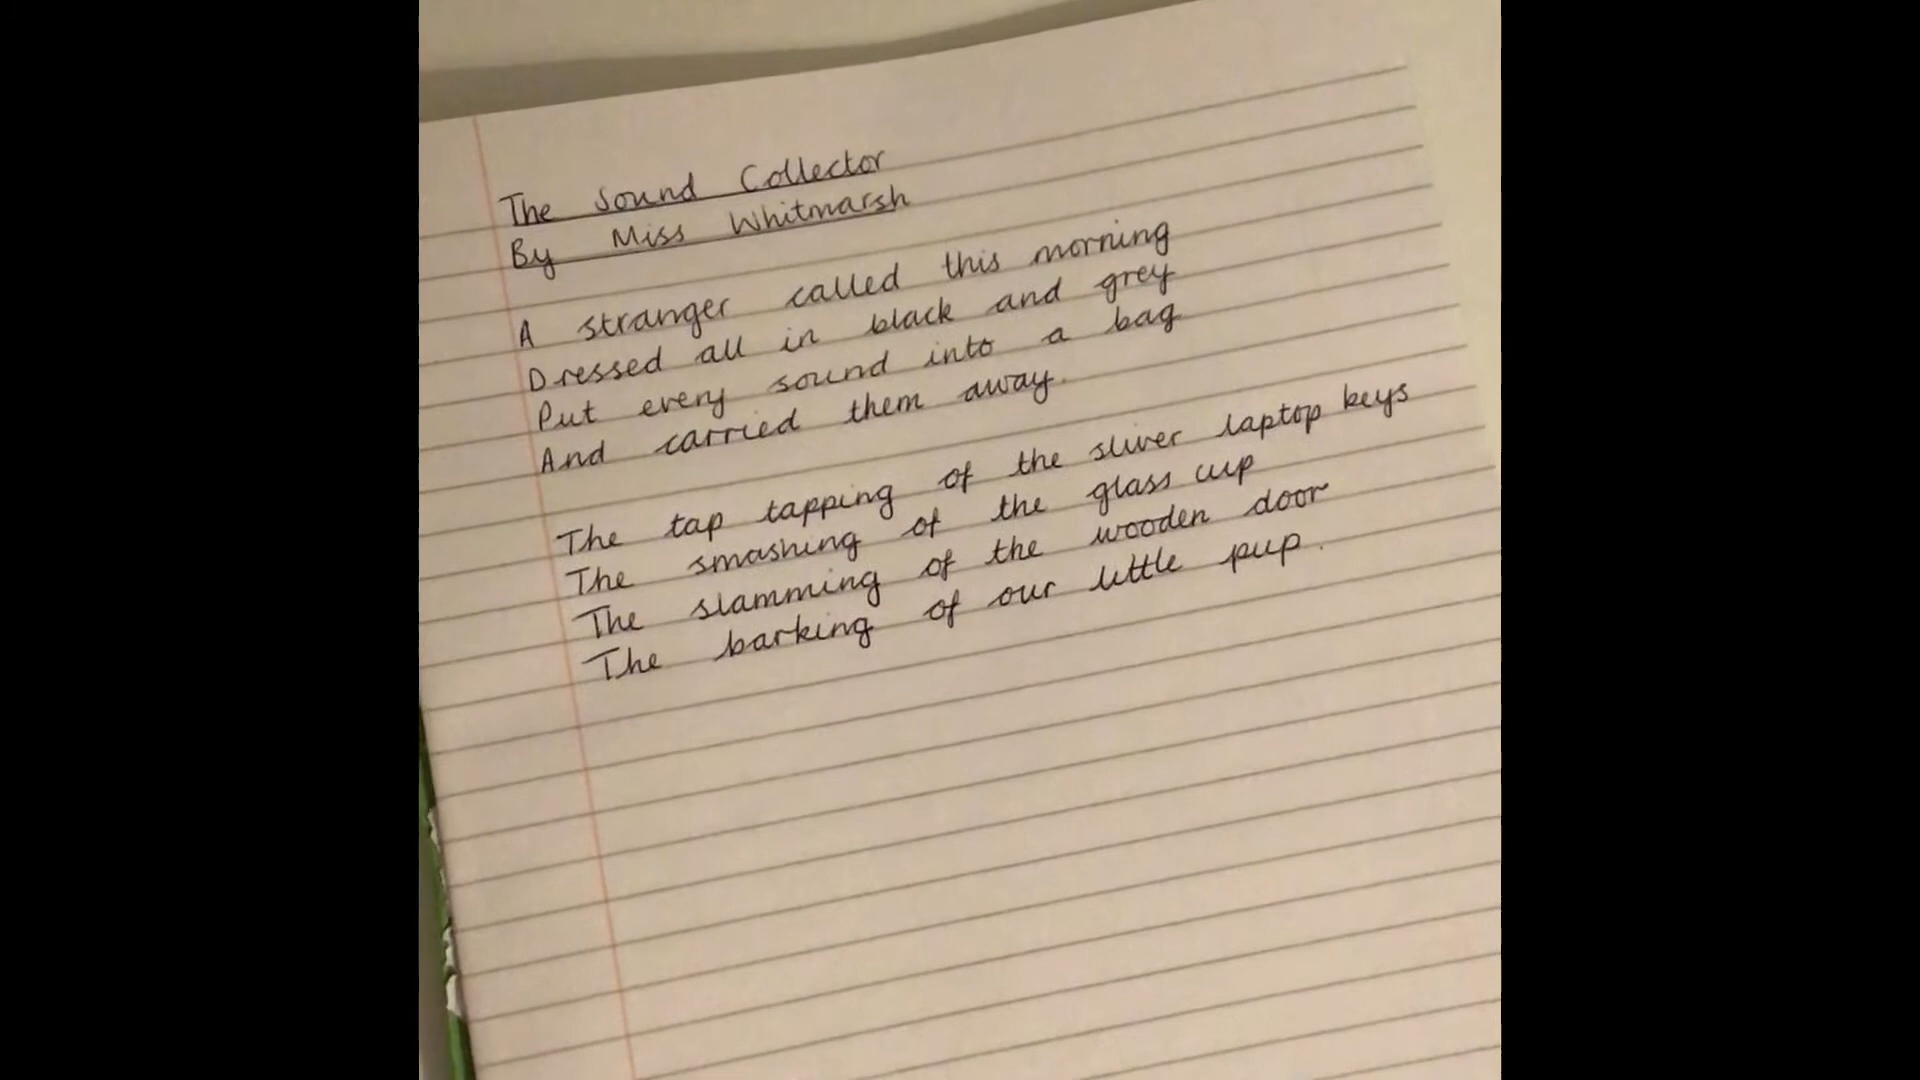 The Sound Collector
By Miss Whitmarsh
A stranger called this morning
Dressed all in black and grey
Put every sound into a bag
And carried them away.
The tap tapping of the sliver laptop keys
The smashing of the glass cup
The slamming of the wooden door
The barking of our little pup.